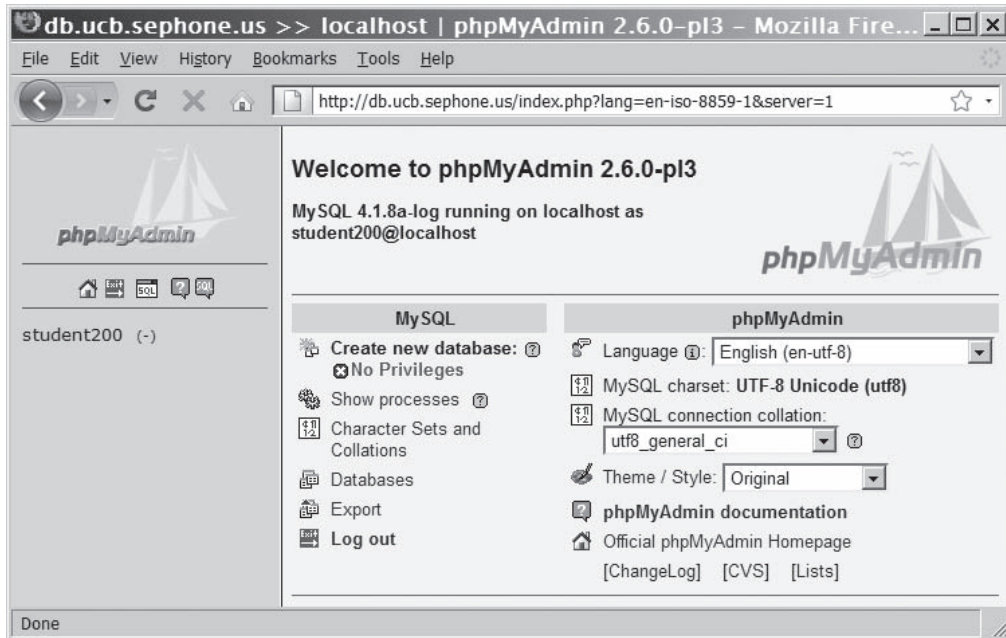 db.ucb.sephone.us >> localhost | phpMyAdmin 2.6.0-pl3 - Mozilla Fire...
File Edit View History Bookmarks Tools Help
http://db.ucb.sephone.us/index.php?lang=en-iso-8859-1&server=1
phpMyAdmin
Exit SQL ? SQL
student200 (-)
Welcome to phpMyAdmin 2.6.0-pl3
MySQL 4.1.8a-log running on localhost as
student200@localhost
phpMyAdmin
MySQL
Create new database: ?
No Privileges
Show processes ?
Character Sets and
Collations
Databases
Export
Log out
phpMyAdmin
Language i: English (en-utf-8)
MySQL charset: UTF-8 Unicode (utf8)
MySQL connection collation:
utf8_general_ci ?
Theme / Style: Original
phpMyAdmin documentation
Official phpMyAdmin Homepage
[ChangeLog] [CVS] [Lists]
Done